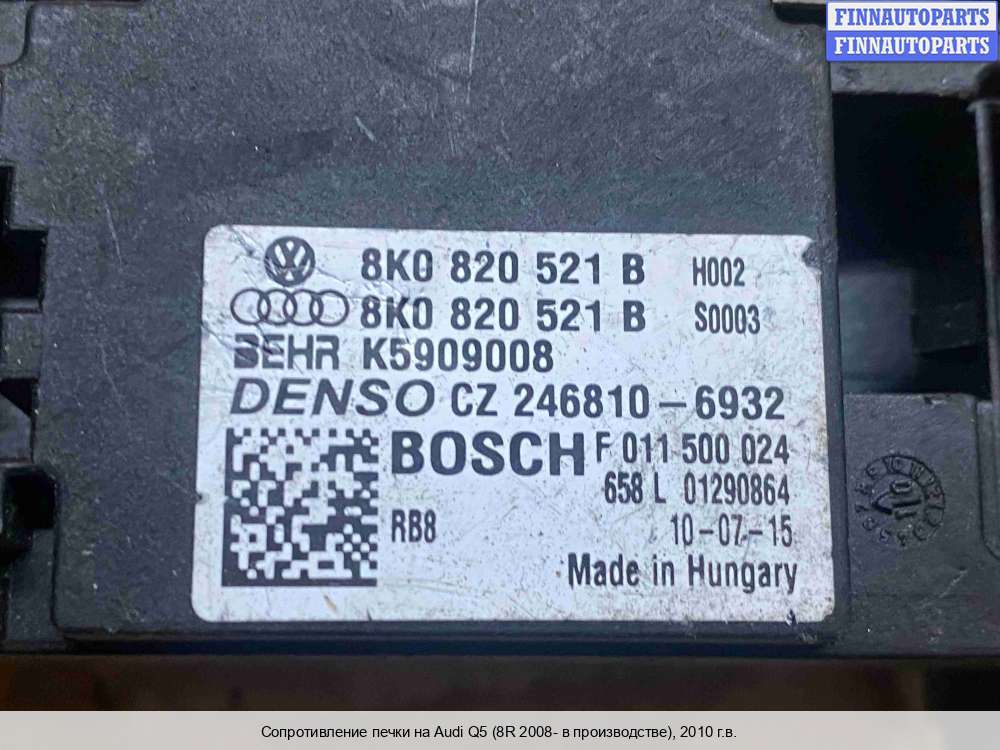 FINNAUTOPARTS
FINNAUTOPARTS
8K0 820 521 B H002
8K0 820 521 B S0003
BEHR K5909008
DENSO CZ 246810-6932
BOSCH F 011 500 024
658 L 01290864
RB8 10-07-15
Made in Hungary
Сопротивление печки на Audi Q5 (8R 2008- в производстве), 2010 г.в.